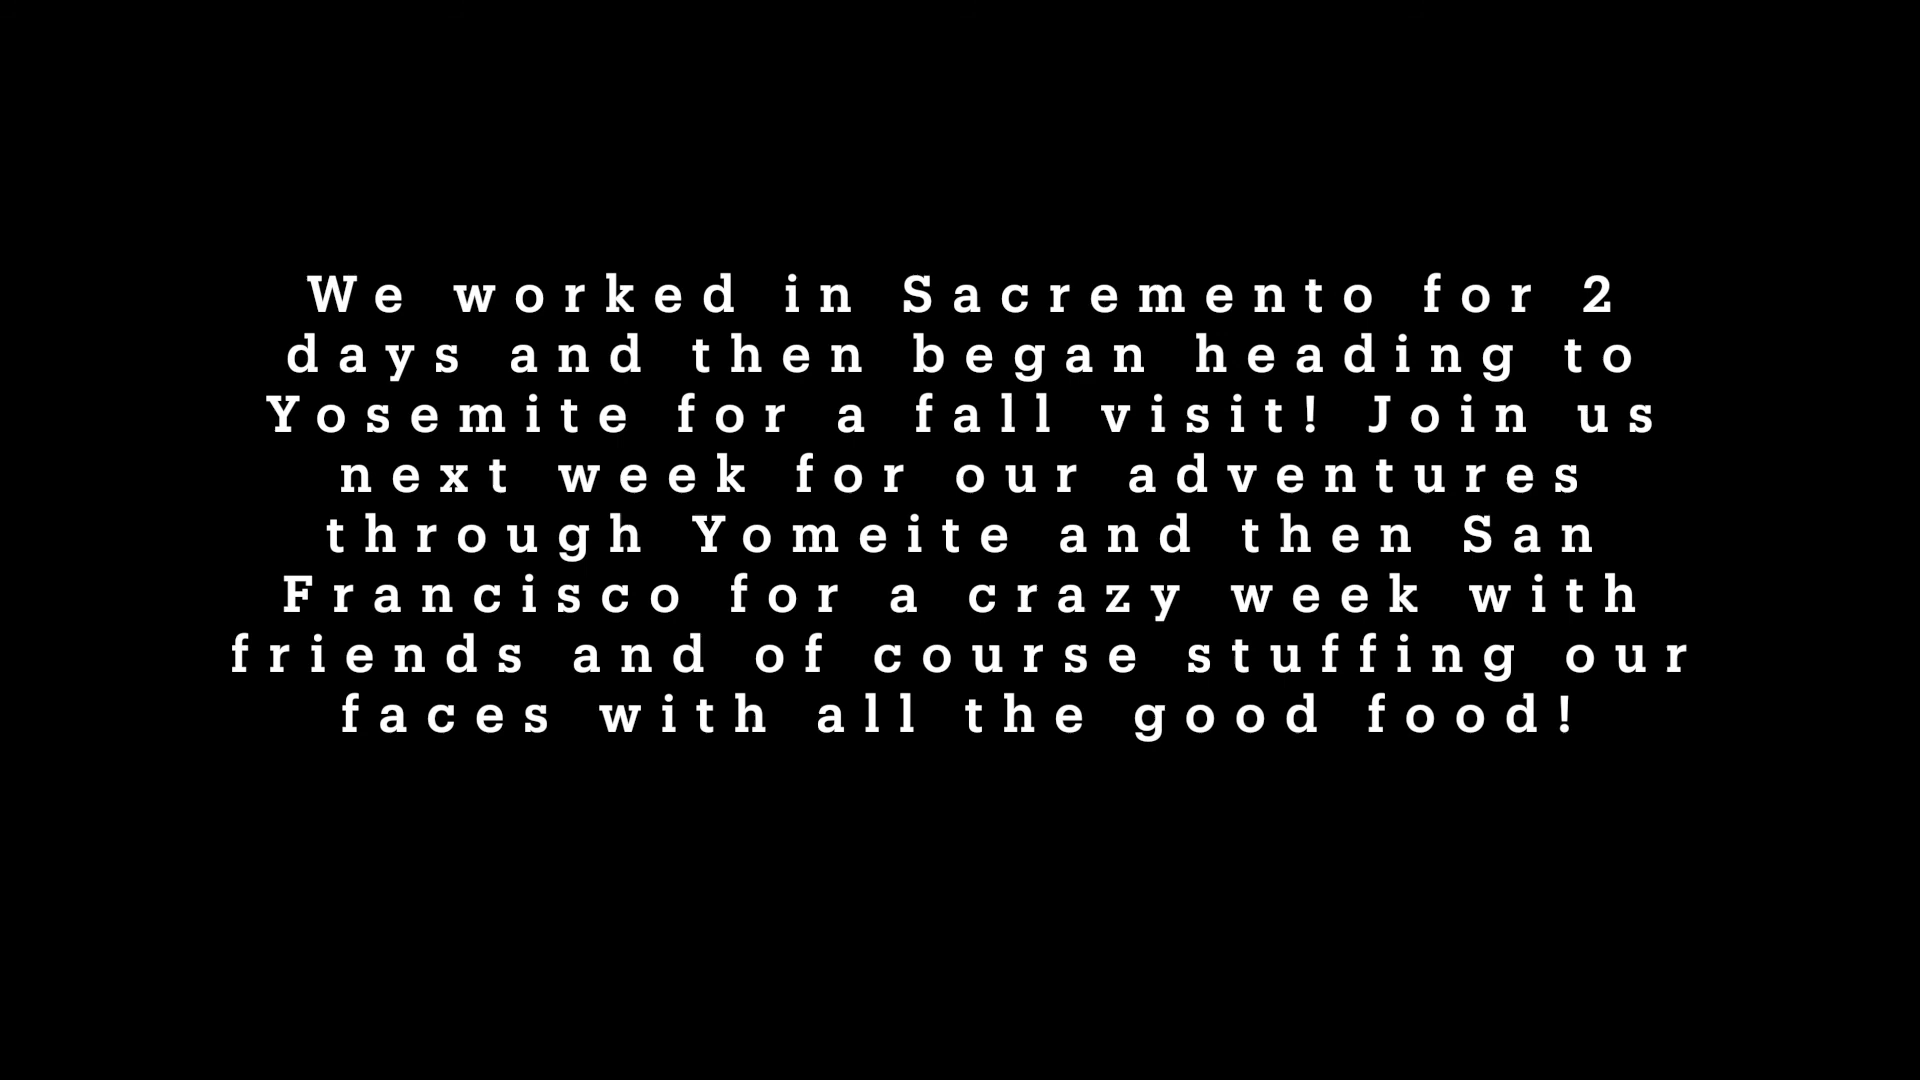 We worked in Sacremento for 2
days and then began heading to
Yosemite for a fall visit! Join us
next week for our adventures
through Yomeite and then San
Francisco for a crazy week with
friends and of course stuffing our
faces with all the good food!